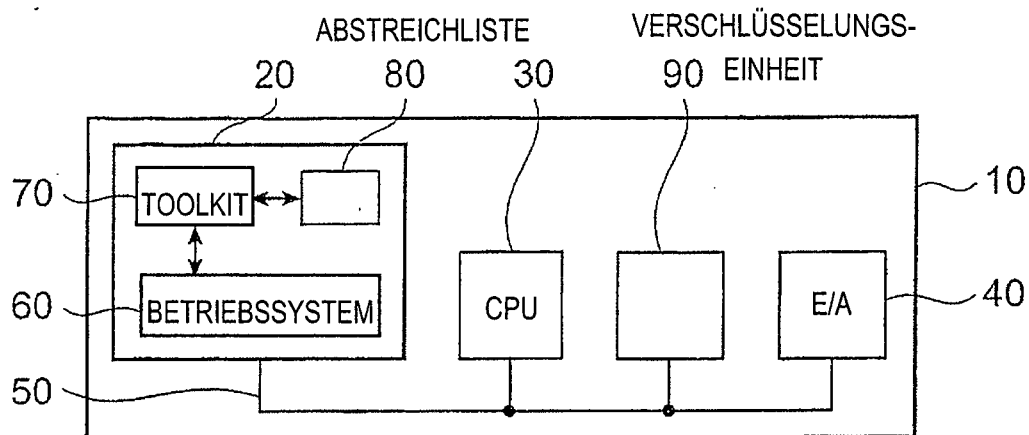 ABSTREICHLISTE
VERSCHLÜSSELUNGS-
EINHEIT
20
80
30
90
70
TOOLKIT
10
60
BETRIEBSSYSTEM
CPU
E/A
40
50